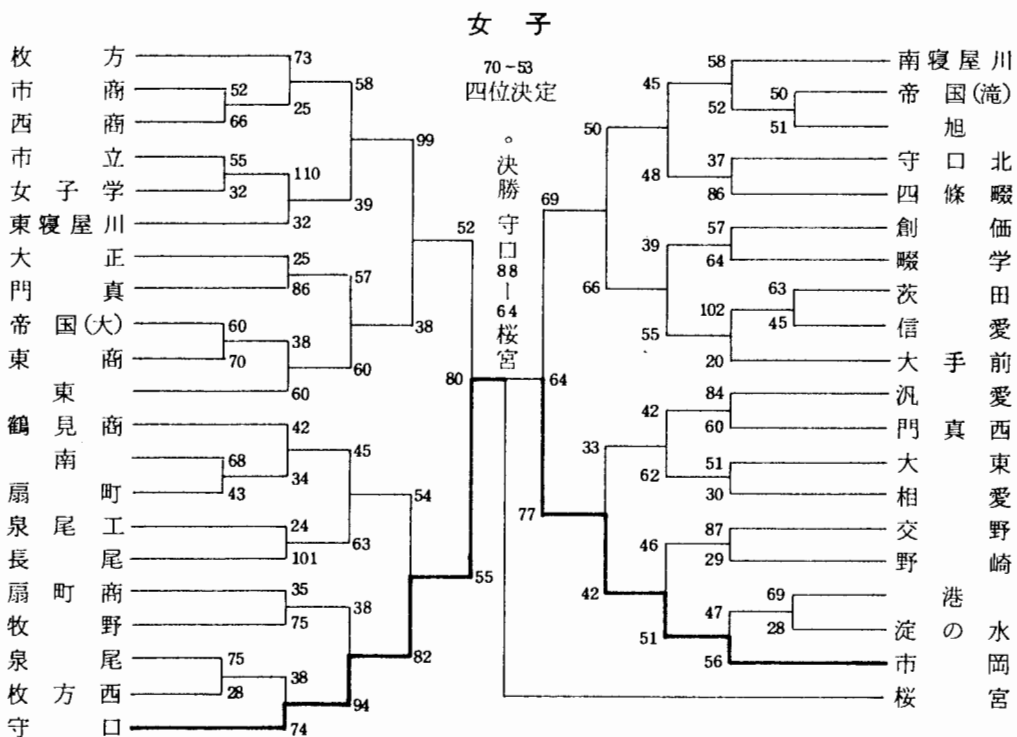 女子
70-53
四位決定
。決勝 守口88-64桜宮
枚方
市商
西商
市立
女子学
東寝屋川
大正
門真
帝国(大)
東商
東
鶴見商
南
扇町
泉尾工
長尾
扇町商
牧野
泉尾
枚方西
守口
73
52
66
25
58
55
32
110
32
39
99
25
86
57
60
70
38
60
60
38
52
42
68
43
34
45
24
101
63
54
35
75
38
75
28
38
74
94
82
55
80
64
69
50
45
58
52
50
51
48
37
86
66
39
57
64
55
102
63
45
20
77
33
42
84
60
62
51
30
42
46
87
29
51
47
69
28
56
南寝屋川
帝国(滝)
旭
守口北
四條畷
創価
畷学
茨田
信愛
大手前
汎愛
門真西
大東
相愛
交野
野崎
港
淀の水
市岡
桜宮